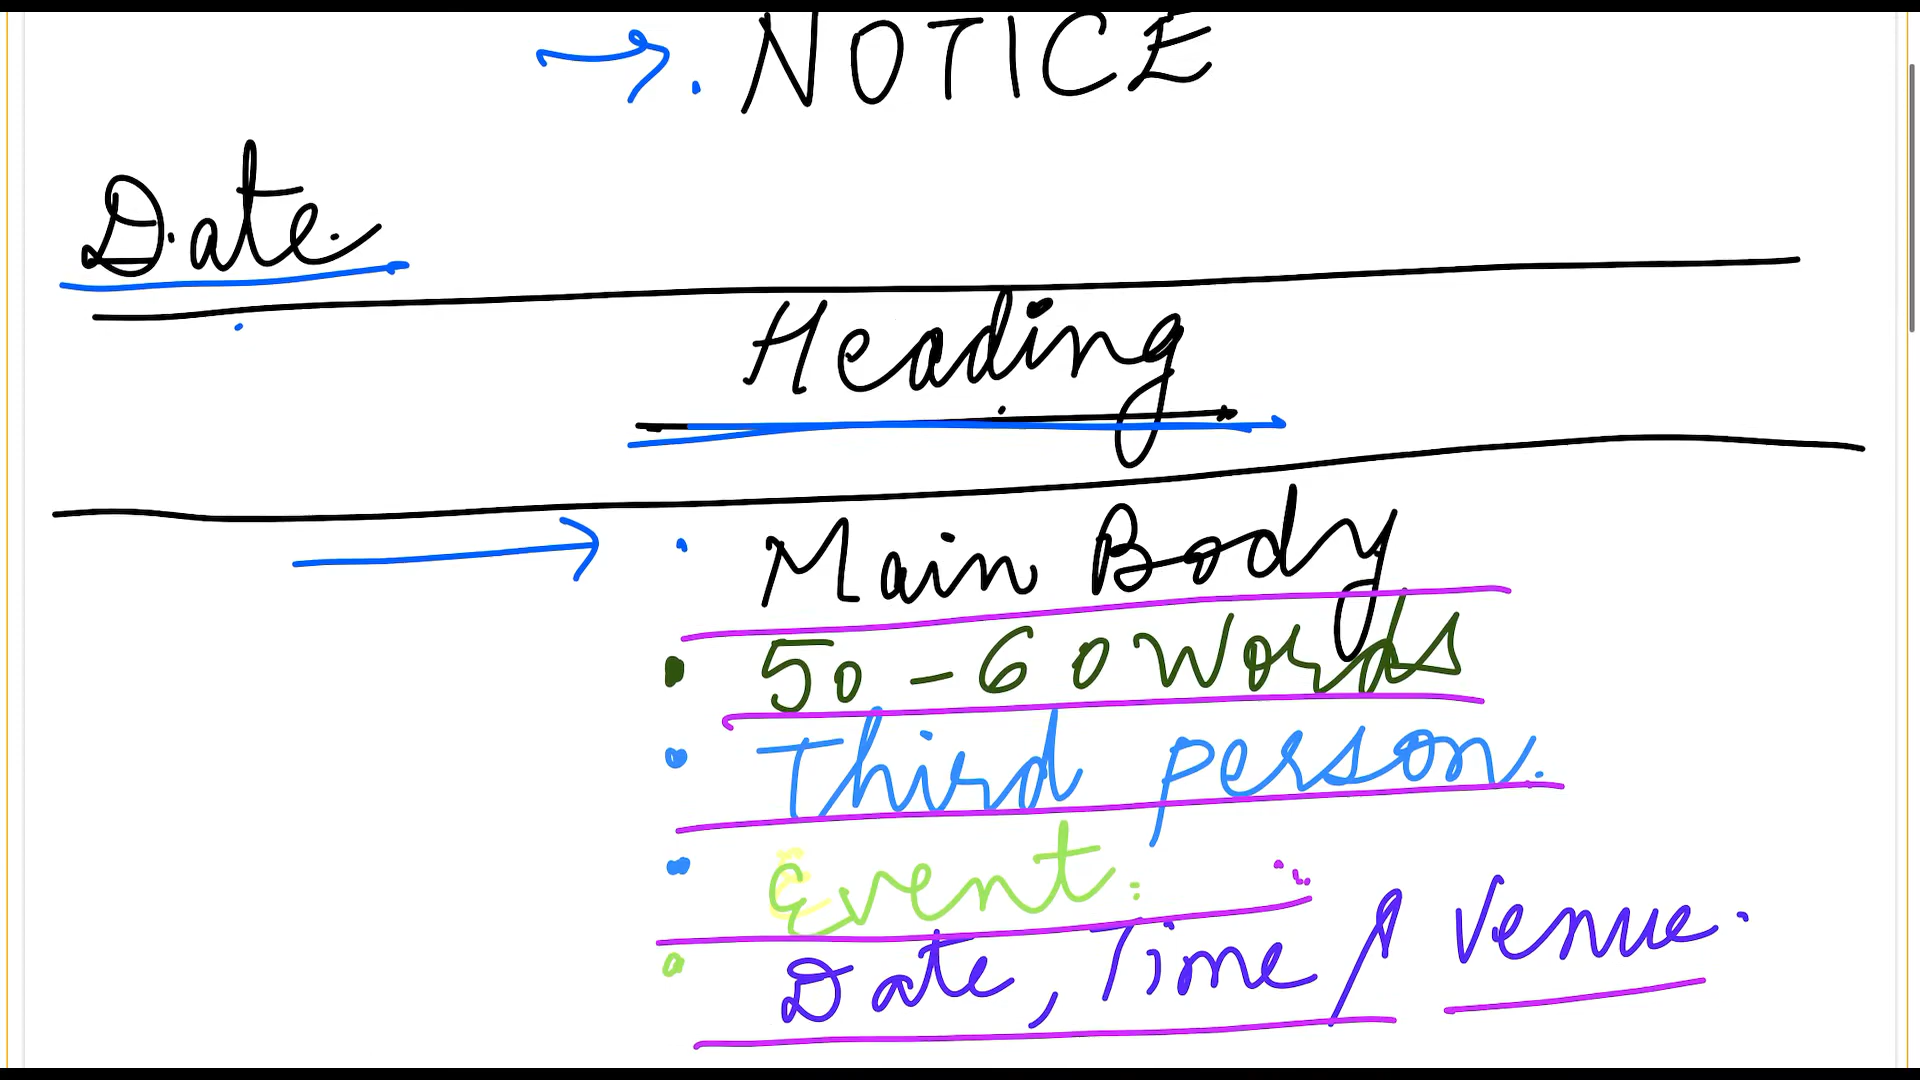 NOTICE
Date
Heading
Main Body
50-60 Words
Third person.
Event:
Date, Time / Venue.